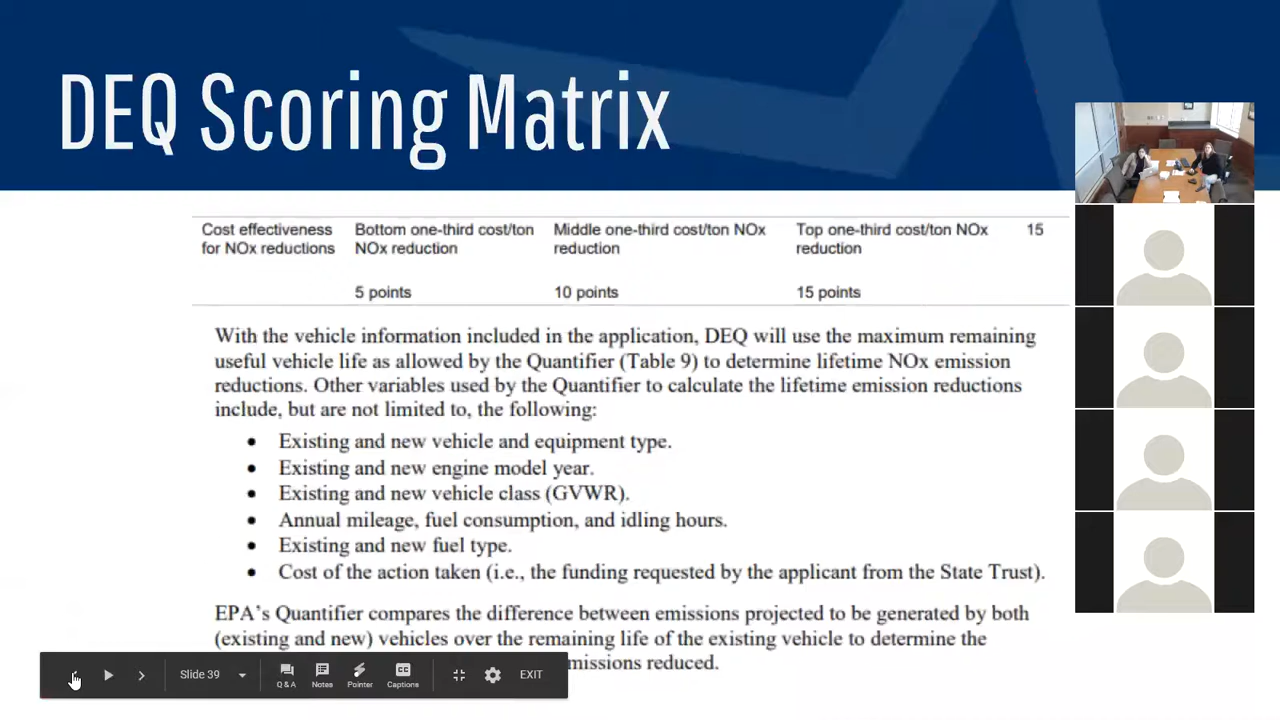 DEQ Scoring Matrix
Cost effectiveness for NOx reductions
Bottom one-third cost/ton NOx reduction
5 points
Middle one-third cost/ton NOx reduction
10 points
Top one-third cost/ton NOx reduction
15 points
15
With the vehicle information included in the application, DEQ will use the maximum remaining
useful vehicle life as allowed by the Quantifier (Table 9) to determine lifetime NOx emission
reductions. Other variables used by the Quantifier to calculate the lifetime emission reductions
include, but are not limited to, the following:
• Existing and new vehicle and equipment type.
• Existing and new engine model year.
• Existing and new vehicle class (GVWR).
• Annual mileage, fuel consumption, and idling hours.
• Existing and new fuel type.
• Cost of the action taken (i.e., the funding requested by the applicant from the State Trust).
EPA's Quantifier compares the difference between emissions projected to be generated by both
(existing and new) vehicles over the remaining life of the existing vehicle to determine the
missions reduced.
Slide 39
Q & A
Notes
Pointer
CC
Captions
EXIT